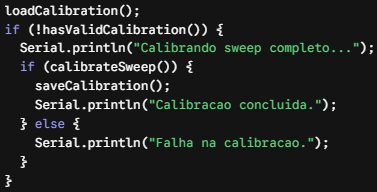 loadCalibration();
if (!hasValidCalibration()) {
  Serial.println("Calibrando sweep completo...");
  if (calibrateSweep()) {
    saveCalibration();
    Serial.println("Calibracao concluida.");
  } else {
    Serial.println("Falha na calibracao.");
  }
}